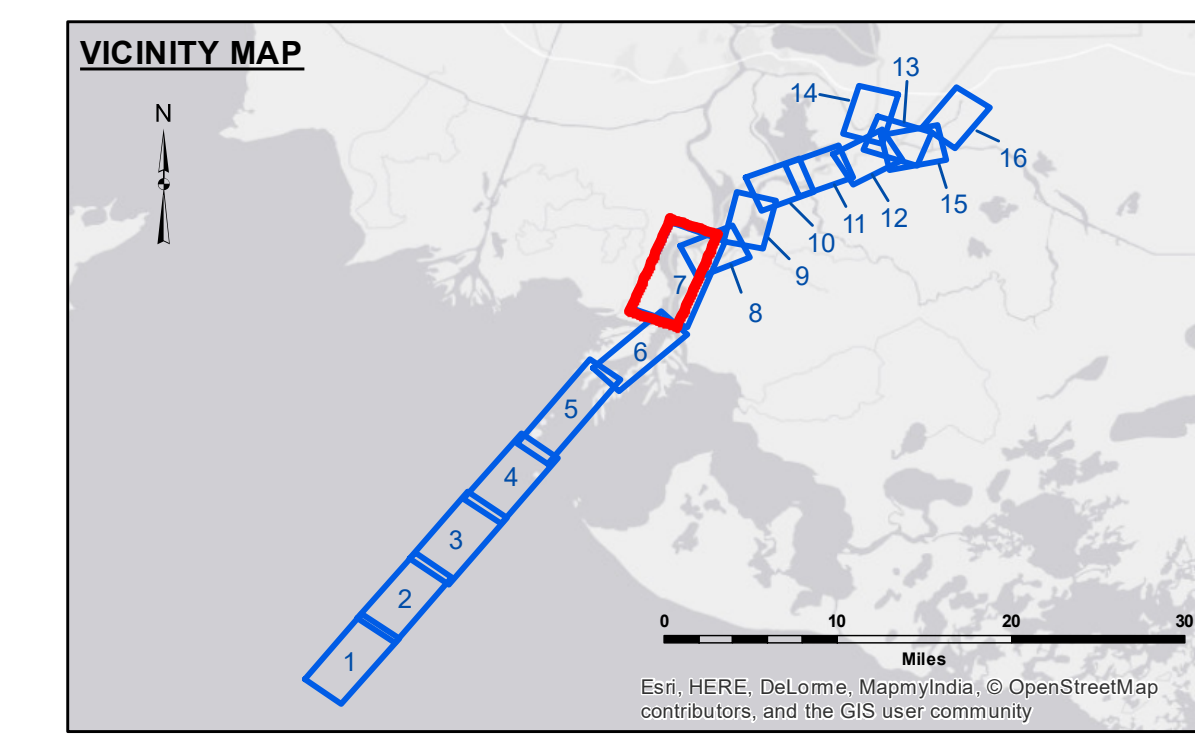 VICINITY MAP
N
13
14
16
15
12
11
10
9
8
7
6
5
4
3
2
1
0 10 20 30
Miles
Esri, HERE, DeLorme, MapmyIndia, © OpenStreetMap
contributors, and the GIS user community